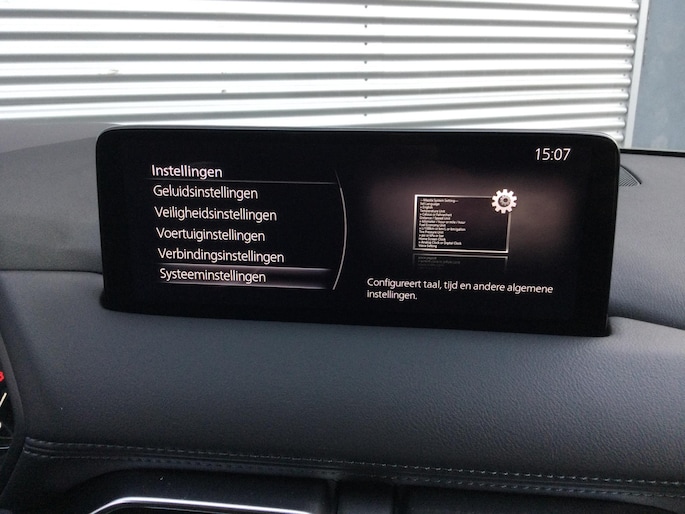 15:07
Instellingen
Geluidsinstellingen
Veiligheidsinstellingen
Voertuiginstellingen
Verbindingsinstellingen
Systeeminstellingen
Configureert taal, tijd en andere algemene
instellingen.